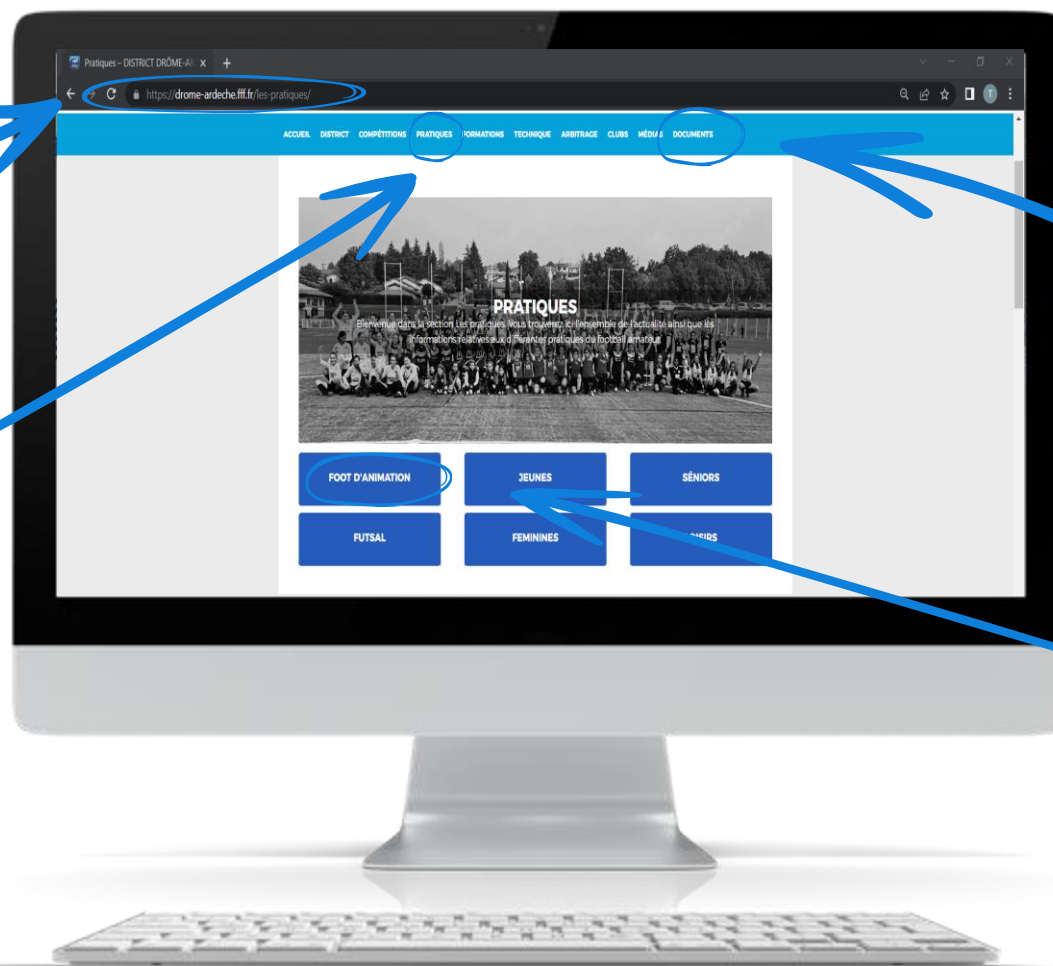 Pratiques – DISTRICT DRÔME-AR
https://drome-ardeche.fff.fr/les-pratiques/
ACCUEIL DISTRICT COMPÉTITIONS PRATIQUES FORMATIONS TECHNIQUE ARBITRAGE CLUBS MÉDIAS DOCUMENTS
PRATIQUES
Bienvenue dans la section Les pratiques. Vous trouverez ici l'ensemble de l'actualité ainsi que les
informations relatives aux différentes pratiques du football amateur.
FOOT D'ANIMATION JEUNES SÉNIORS
FUTSAL FEMININES